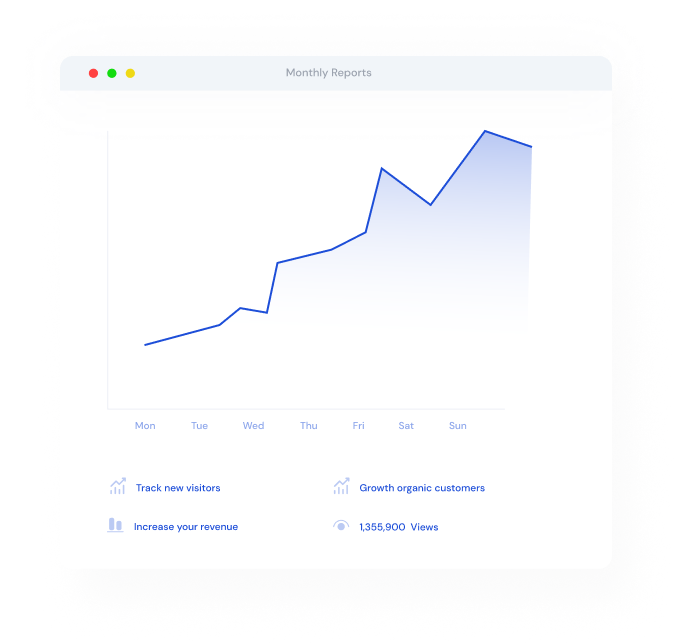 Monthly Reports
Mon Tue Wed Thu Fri Sat Sun
Track new visitors
Growth organic customers
Increase your revenue
1,355,900 Views